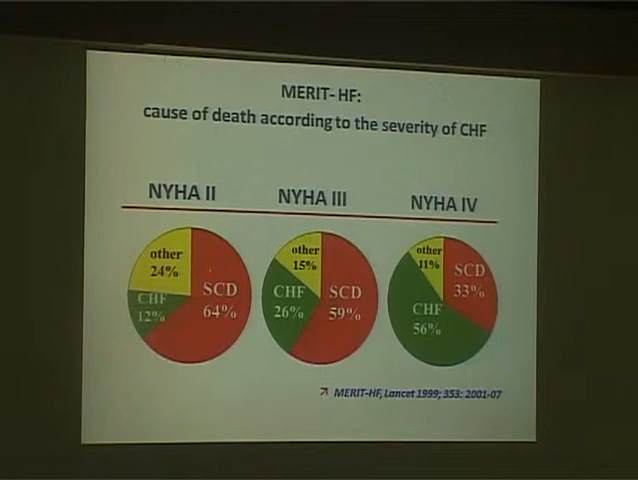 MERIT- HF:
cause of death according to the severity of CHF
NYHA II
NYHA III
NYHA IV
other
24%
CHF
12%
SCD
64%
other
15%
CHF
26%
SCD
59%
other
11%
SCD
33%
CHF
56%
MERIT-HF, Lancet 1999; 353: 2001-07